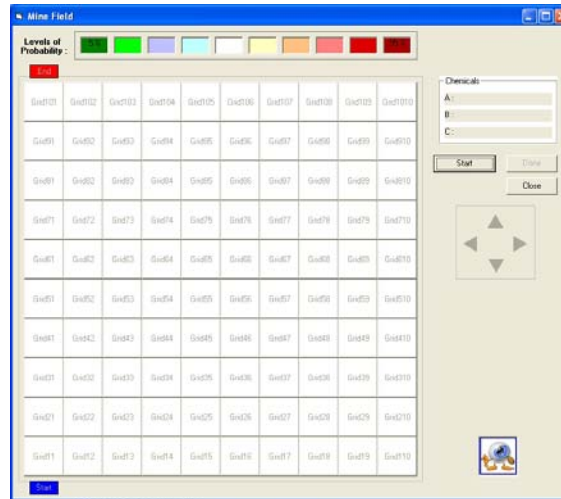 Mine Field
Levels of
Probability :
5%
95%
End
Grid101 Grid102 Grid103 Grid104 Grid105 Grid106 Grid107 Grid108 Grid109 Grid1010
Grid91 Grid92 Grid93 Grid94 Grid95 Grid96 Grid97 Grid98 Grid99 Grid910
Grid81 Grid82 Grid83 Grid84 Grid85 Grid86 Grid87 Grid88 Grid89 Grid810
Grid71 Grid72 Grid73 Grid74 Grid75 Grid76 Grid77 Grid78 Grid79 Grid710
Grid61 Grid62 Grid63 Grid64 Grid65 Grid66 Grid67 Grid68 Grid69 Grid610
Grid51 Grid52 Grid53 Grid54 Grid55 Grid56 Grid57 Grid58 Grid59 Grid510
Grid41 Grid42 Grid43 Grid44 Grid45 Grid46 Grid47 Grid48 Grid49 Grid410
Grid31 Grid32 Grid33 Grid34 Grid35 Grid36 Grid37 Grid38 Grid39 Grid310
Grid21 Grid22 Grid23 Grid24 Grid25 Grid26 Grid27 Grid28 Grid29 Grid210
Grid11 Grid12 Grid13 Grid14 Grid15 Grid16 Grid17 Grid18 Grid19 Grid110
Start
Chemicals
A :
B :
C :
Start Done
Close